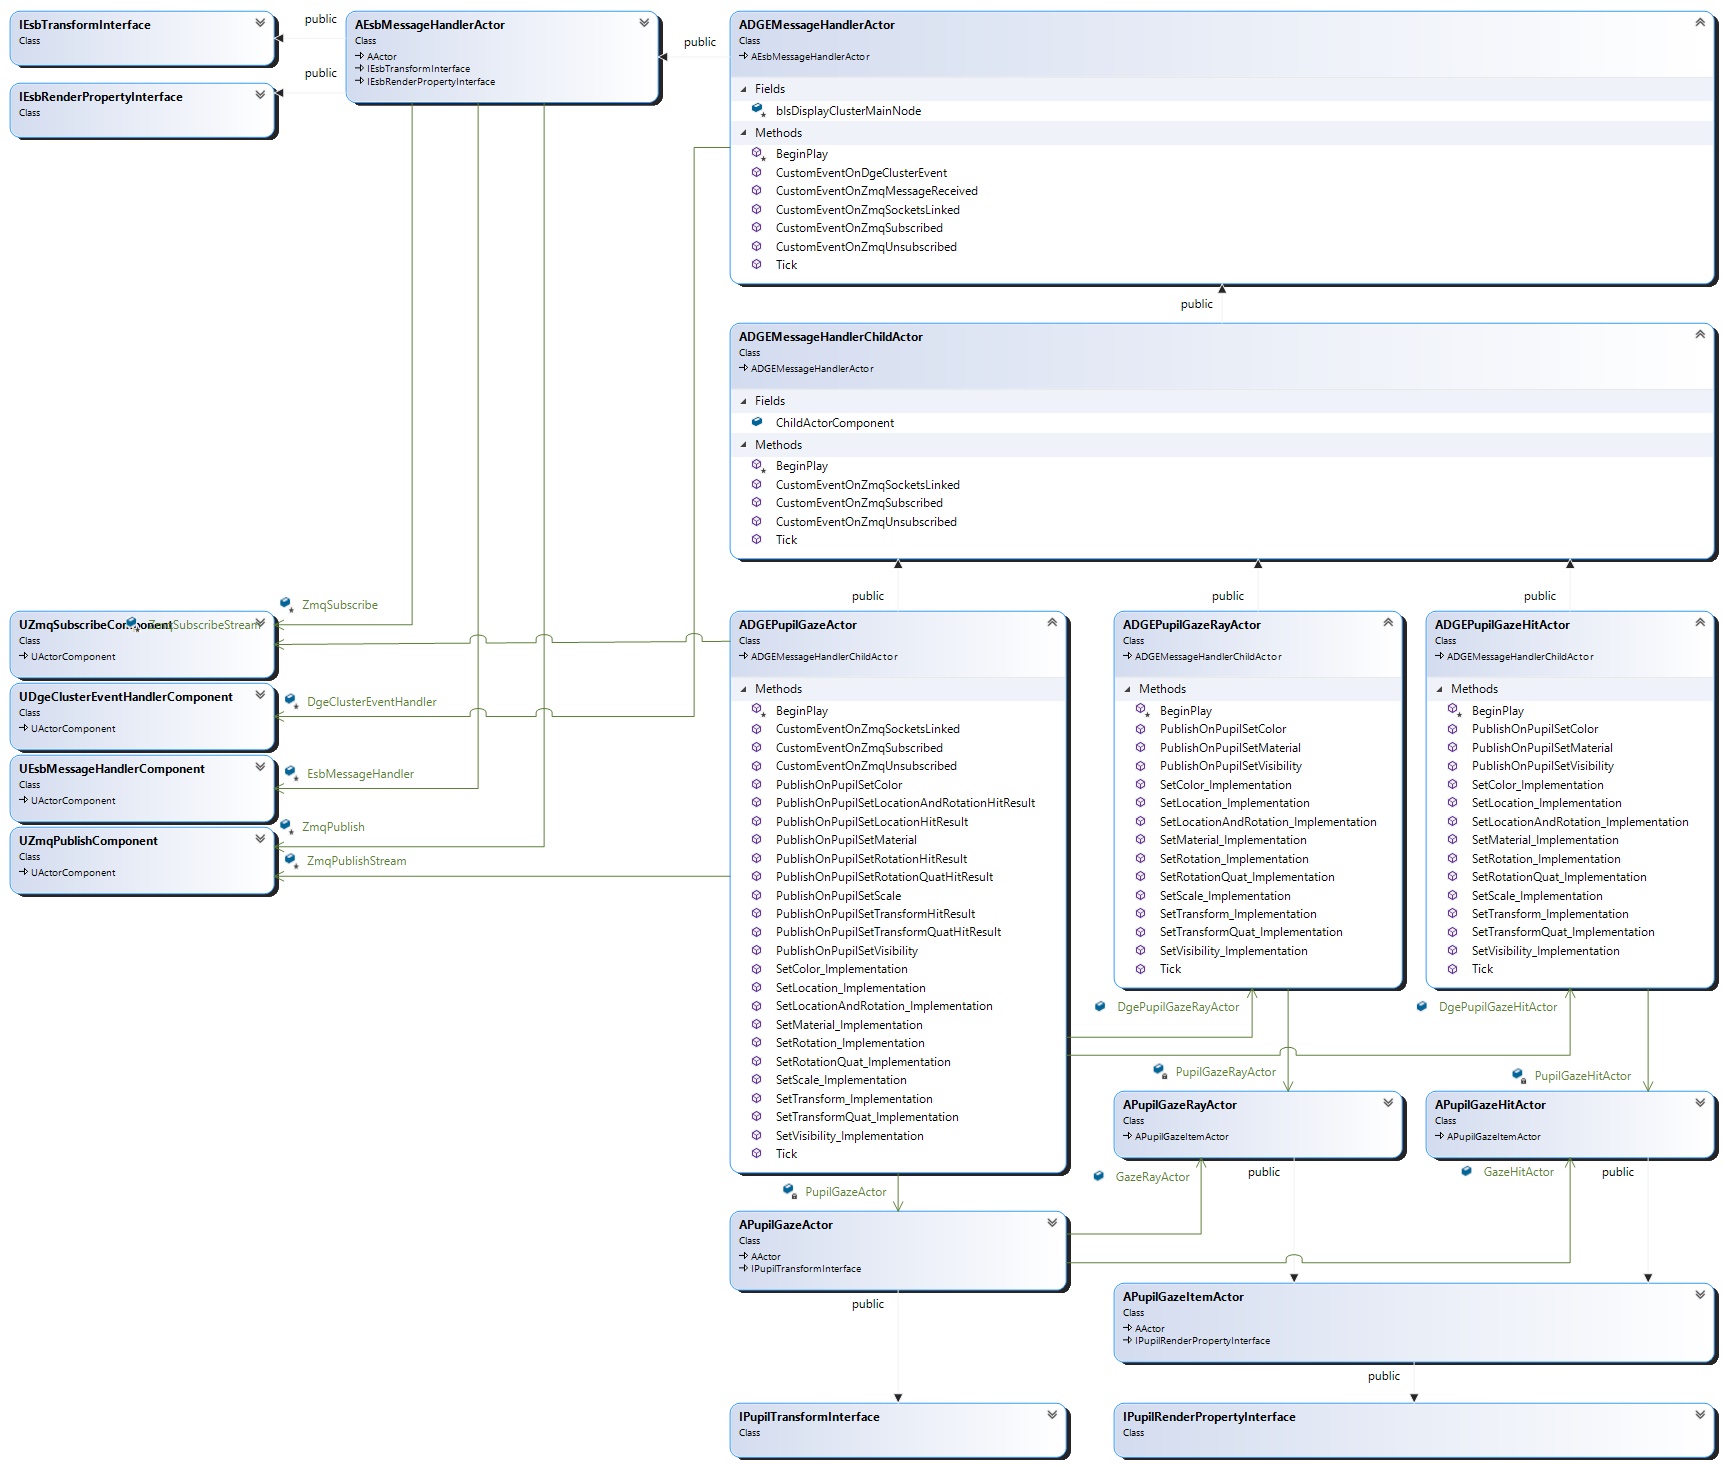 IEsbTransformInterface
Class
public
IEsbRenderPropertyInterface
Class
public
AEsbMessageHandlerActor
Class
AActor
IEsbTransformInterface
IEsbRenderPropertyInterface
public
ADGEMessageHandlerActor
Class
AEsbMessageHandlerActor
Fields
bIsDisplayClusterMainNode
Methods
BeginPlay
CustomEventOnDgeClusterEvent
CustomEventOnZmqMessageReceived
CustomEventOnZmqSocketsLinked
CustomEventOnZmqSubscribed
CustomEventOnZmqUnsubscribed
Tick
public
ADGEMessageHandlerChildActor
Class
ADGEMessageHandlerActor
Fields
ChildActorComponent
Methods
BeginPlay
CustomEventOnZmqSocketsLinked
CustomEventOnZmqSubscribed
CustomEventOnZmqUnsubscribed
Tick
public
public
public
ZmqSubscribe
UZmqSubscribeComponent
ZmqSubscribeStream
Class
UActorComponent
UDgeClusterEventHandlerComponent
Class
UActorComponent
DgeClusterEventHandler
UEsbMessageHandlerComponent
Class
UActorComponent
EsbMessageHandler
UZmqPublishComponent
Class
UActorComponent
ZmqPublish
ZmqPublishStream
ADGEPupilGazeActor
Class
ADGEMessageHandlerChildActor
Methods
BeginPlay
CustomEventOnZmqSocketsLinked
CustomEventOnZmqSubscribed
CustomEventOnZmqUnsubscribed
PublishOnPupilSetColor
PublishOnPupilSetLocationAndRotationHitResult
PublishOnPupilSetLocationHitResult
PublishOnPupilSetMaterial
PublishOnPupilSetRotationHitResult
PublishOnPupilSetRotationQuatHitResult
PublishOnPupilSetScale
PublishOnPupilSetTransformHitResult
PublishOnPupilSetTransformQuatHitResult
PublishOnPupilSetVisibility
SetColor_Implementation
SetLocation_Implementation
SetLocationAndRotation_Implementation
SetMaterial_Implementation
SetRotation_Implementation
SetRotationQuat_Implementation
SetScale_Implementation
SetTransform_Implementation
SetTransformQuat_Implementation
SetVisibility_Implementation
Tick
ADGEPupilGazeRayActor
Class
ADGEMessageHandlerChildActor
Methods
BeginPlay
PublishOnPupilSetColor
PublishOnPupilSetMaterial
PublishOnPupilSetVisibility
SetColor_Implementation
SetLocation_Implementation
SetLocationAndRotation_Implementation
SetMaterial_Implementation
SetRotation_Implementation
SetRotationQuat_Implementation
SetScale_Implementation
SetTransform_Implementation
SetTransformQuat_Implementation
SetVisibility_Implementation
Tick
ADGEPupilGazeHitActor
Class
ADGEMessageHandlerChildActor
Methods
BeginPlay
PublishOnPupilSetColor
PublishOnPupilSetMaterial
PublishOnPupilSetVisibility
SetColor_Implementation
SetLocation_Implementation
SetLocationAndRotation_Implementation
SetMaterial_Implementation
SetRotation_Implementation
SetRotationQuat_Implementation
SetScale_Implementation
SetTransform_Implementation
SetTransformQuat_Implementation
SetVisibility_Implementation
Tick
DgePupilGazeRayActor
DgePupilGazeHitActor
PupilGazeRayActor
PupilGazeHitActor
APupilGazeRayActor
Class
APupilGazeItemActor
APupilGazeHitActor
Class
APupilGazeItemActor
GazeRayActor
public
GazeHitActor
public
PupilGazeActor
APupilGazeActor
Class
AActor
IPupilTransformInterface
public
APupilGazeItemActor
Class
AActor
IPupilRenderPropertyInterface
public
IPupilTransformInterface
Class
IPupilRenderPropertyInterface
Class